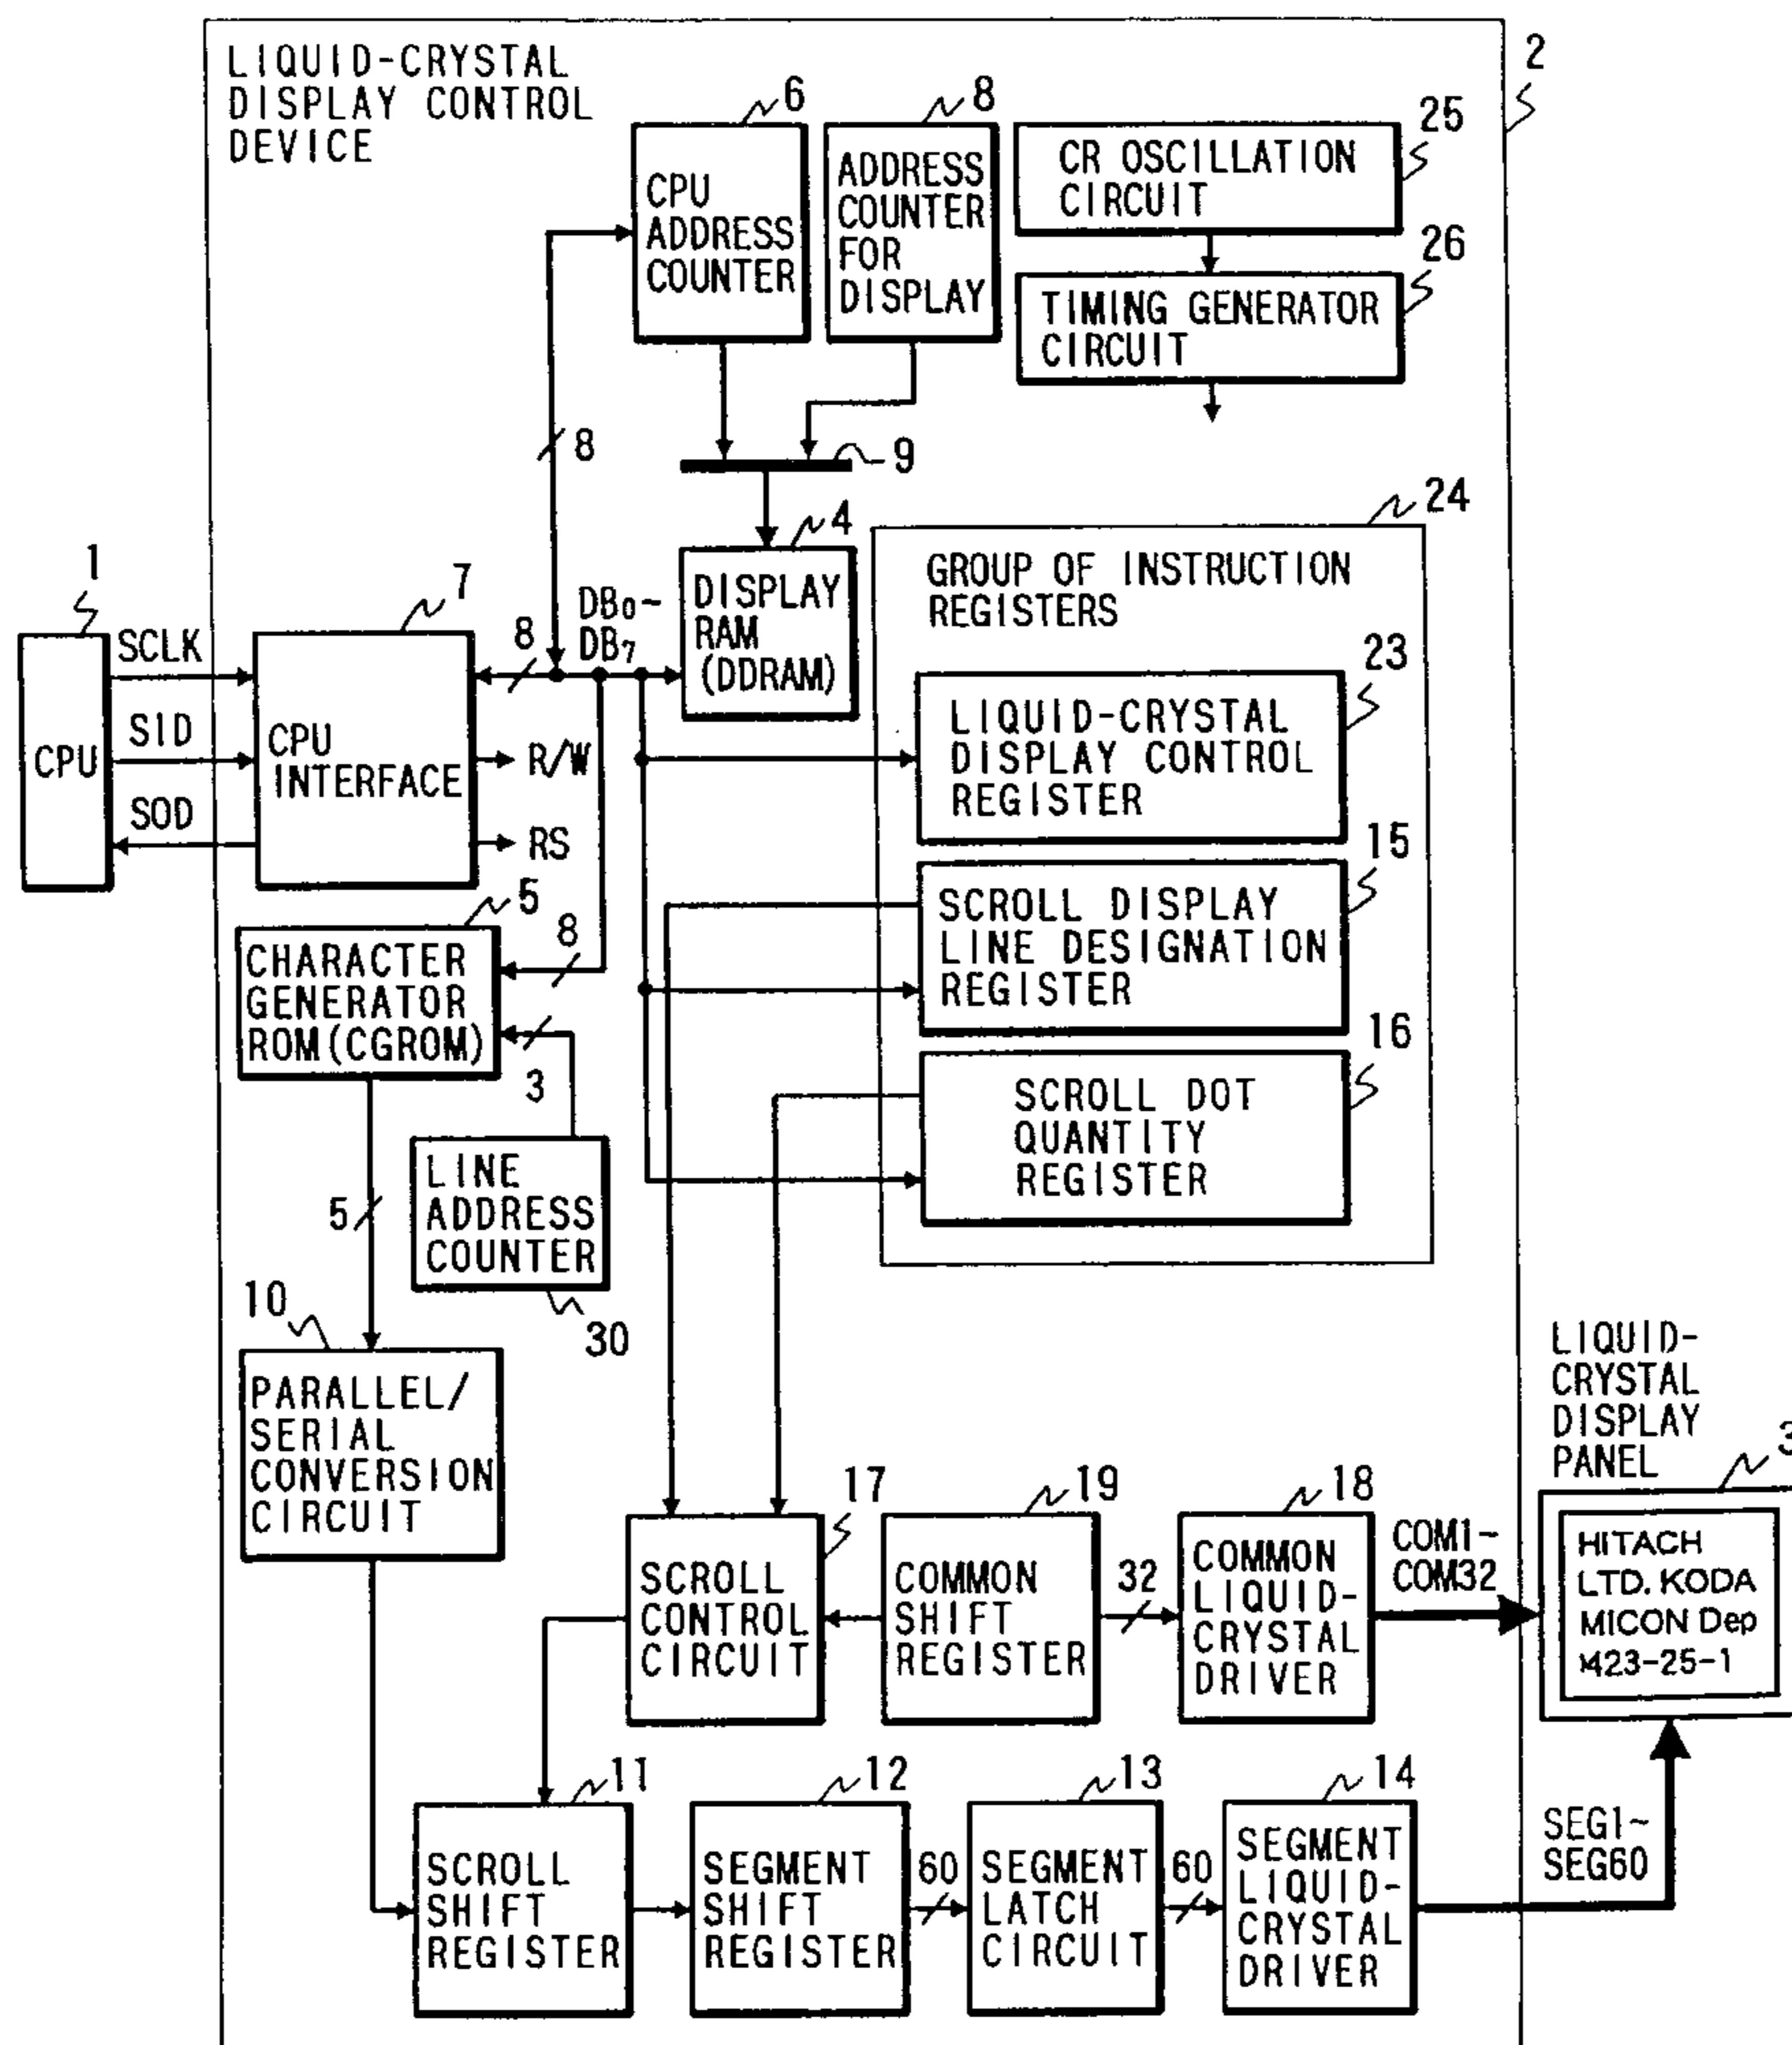 LIQUID-CRYSTAL
DISPLAY CONTROL
DEVICE
2
6
8
25
CPU
ADDRESS
COUNTER
ADDRESS
COUNTER
FOR
DISPLAY
CR OSCILLATION
CIRCUIT
26
TIMING GENERATOR
CIRCUIT
8
9
4
24
1
7
DISPLAY
RAM
(DDRAM)
GROUP OF INSTRUCTION
REGISTERS
SCLK
8
DB0~
DB7
23
CPU
SID
CPU
INTERFACE
R/W
LIQUID-CRYSTAL
DISPLAY CONTROL
REGISTER
SOD
RS
15
5
8
SCROLL DISPLAY
LINE DESIGNATION
REGISTER
CHARACTER
GENERATOR
ROM(CGROM)
3
16
SCROLL DOT
QUANTITY
REGISTER
5
LINE
ADDRESS
COUNTER
30
10
PARALLEL/
SERIAL
CONVERSION
CIRCUIT
LIQUID-
CRYSTAL
DISPLAY
PANEL
3
17
19
18
SCROLL
CONTROL
CIRCUIT
COMMON
SHIFT
REGISTER
32
COMMON
LIQUID-
CRYSTAL
DRIVER
COM1-
COM32
HITACH
LTD. KODA
MICON Dep
M23-25-1
11
12
13
14
SCROLL
SHIFT
REGISTER
SEGMENT
SHIFT
REGISTER
60
SEGMENT
LATCH
CIRCUIT
60
SEGMENT
LIQUID-
CRYSTAL
DRIVER
SEG1~
SEG60